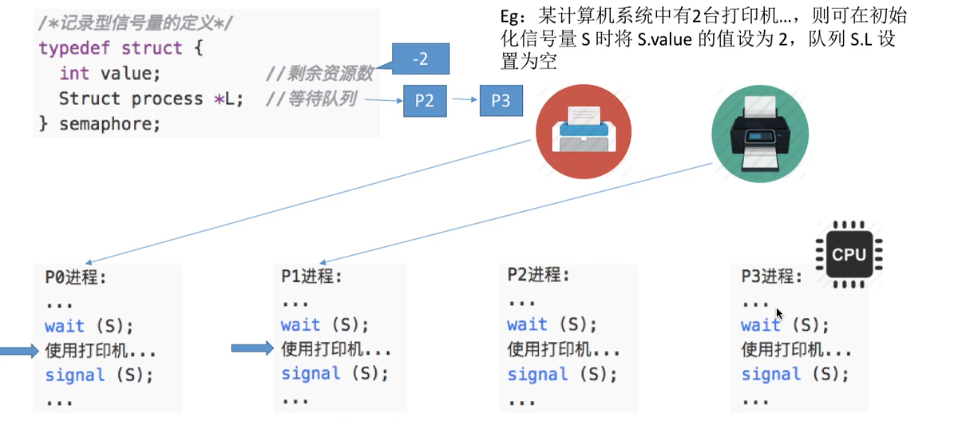 /*记录型信号量的定义*/
typedef struct {
int value; //剩余资源数
Struct process *L; //等待队列
} semaphore;
-2
P2
P3
Eg：某计算机系统中有2台打印机...，则可在初始
化信号量 S 时将 S.value 的值设为 2，队列 S.L 设
置为空
CPU
P0进程:
...
wait (S);
使用打印机...
signal (S);
...
P1进程:
...
wait (S);
使用打印机...
signal (S);
...
P2进程:
...
wait (S);
使用打印机...
signal (S);
...
P3进程:
...
wait (S);
使用打印机...
signal (S);
...